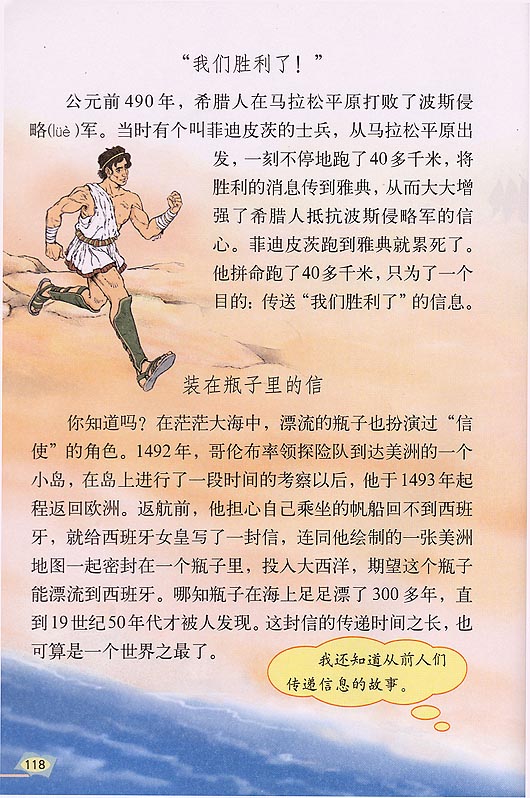 “我们胜利了！”
公元前490年，希腊人在马拉松平原打败了波斯侵
略(lüè)军。当时有个叫菲迪皮茨的士兵，从马拉松平原出
发，一刻不停地跑了40多千米，将
胜利的消息传到雅典，从而大大增
强了希腊人抵抗波斯侵略军的信
心。菲迪皮茨跑到雅典就累死了。
他拼命跑了40多千米，只为了一个
目的：传送“我们胜利了”的信息。
装在瓶子里的信
你知道吗？在茫茫大海中，漂流的瓶子也扮演过“信
使”的角色。1492年，哥伦布率领探险队到达美洲的一个
小岛，在岛上进行了一段时间的考察以后，他于1493年起
程返回欧洲。返航前，他担心自己乘坐的帆船回不到西班
牙，就给西班牙女皇写了一封信，连同他绘制的一张美洲
地图一起密封在一个瓶子里，投入大西洋，期望这个瓶子
能漂流到西班牙。哪知瓶子在海上足足漂了300多年，直
到19世纪50年代才被人发现。这封信的传递时间之长，也
可算是一个世界之最了。
我还知道从前人们
传递信息的故事。
118